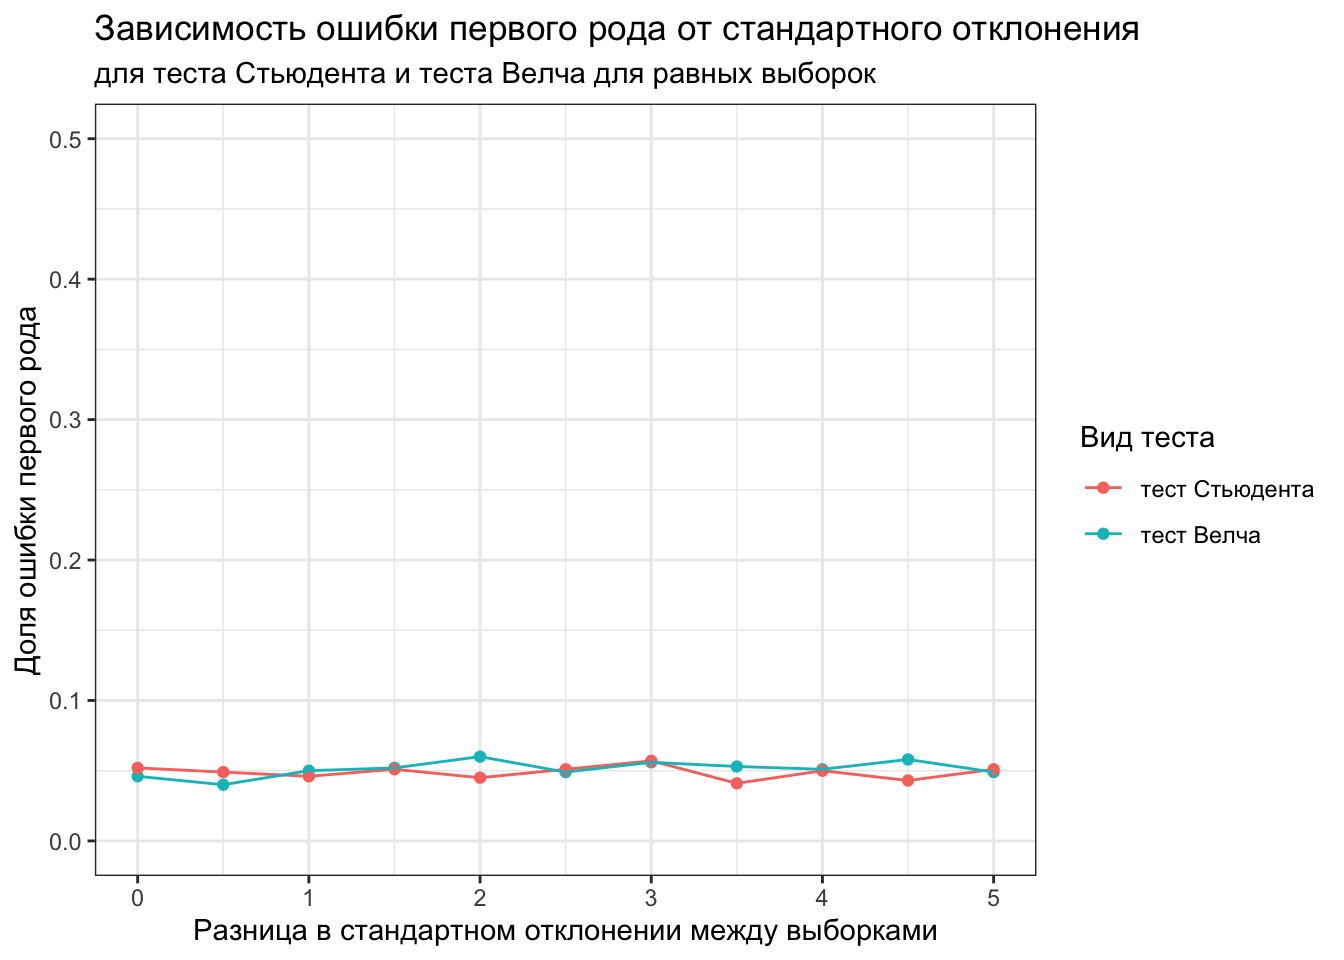 Зависимость ошибки первого рода от стандартного отклонения
для теста Стьюдента и теста Велча для равных выборок
Доля ошибки первого рода
0.5
0.4
0.3
0.2
0.1
0.0
0 1 2 3 4 5
Разница в стандартном отклонении между выборками
Вид теста
тест Стьюдента
тест Велча